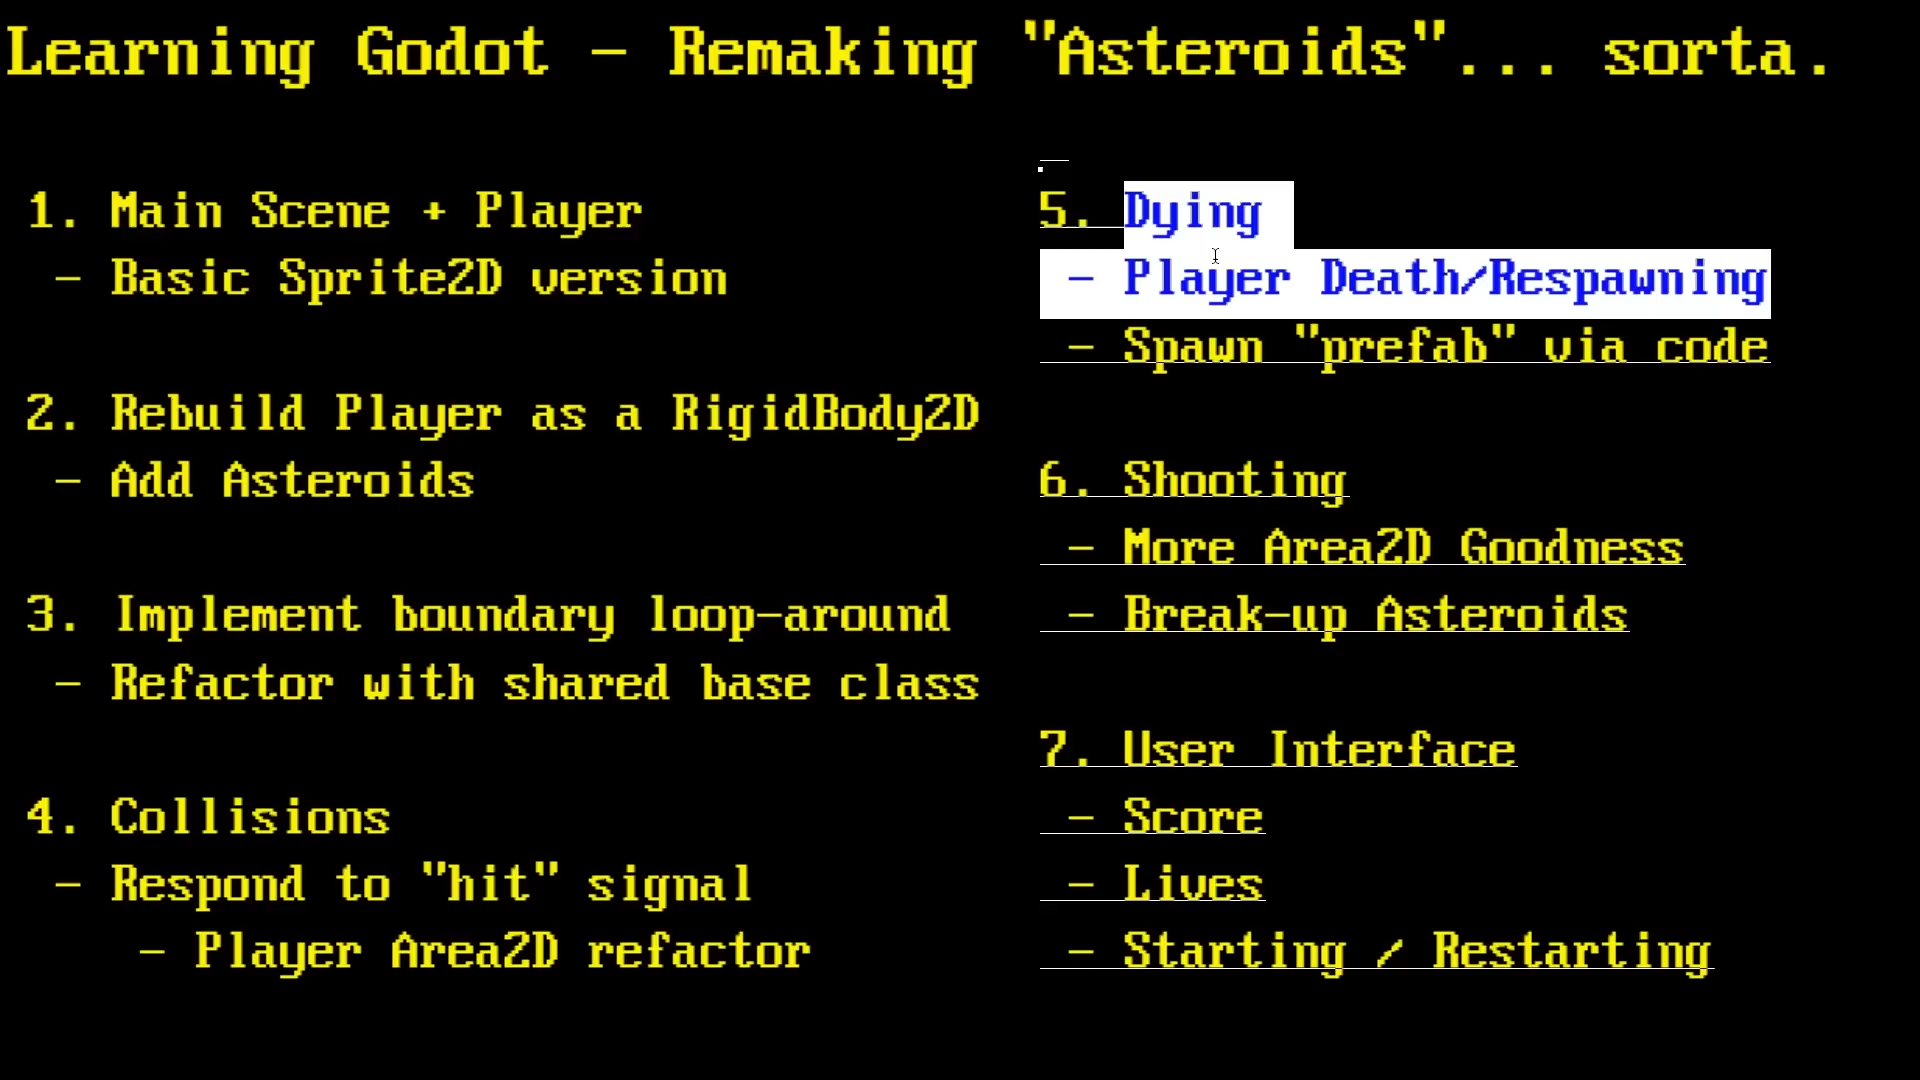 Learning Godot - Remaking "Asteroids"... sorta.
1. Main Scene + Player
- Basic Sprite2D version
2. Rebuild Player as a RigidBody2D
- Add Asteroids
3. Implement boundary loop-around
- Refactor with shared base class
4. Collisions
- Respond to "hit" signal
- Player Area2D refactor
5. Dying
- Player Death/Respawning
- Spawn "prefab" via code
6. Shooting
- More Area2D Goodness
- Break-up Asteroids
7. User Interface
- Score
- Lives
- Starting / Restarting